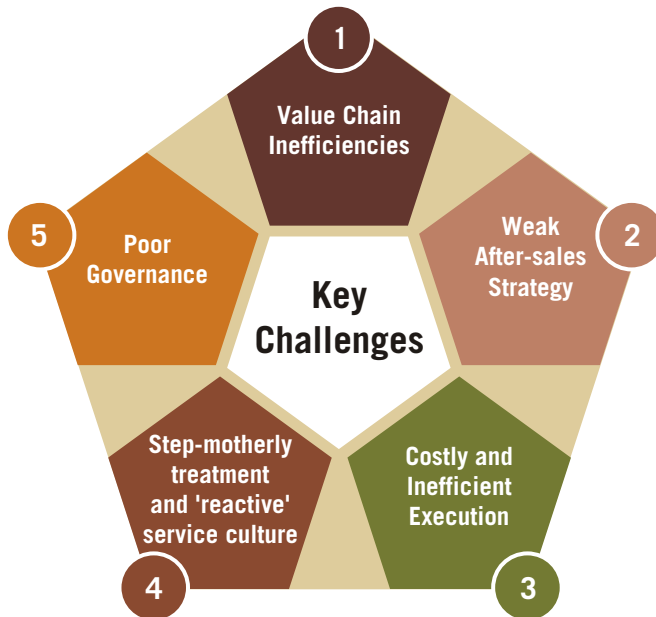 1
Value Chain
Inefficiencies
2
Weak
After-sales
Strategy
3
Costly and
Inefficient
Execution
4
Step-motherly
treatment
and 'reactive'
service culture
5
Poor
Governance
Key
Challenges